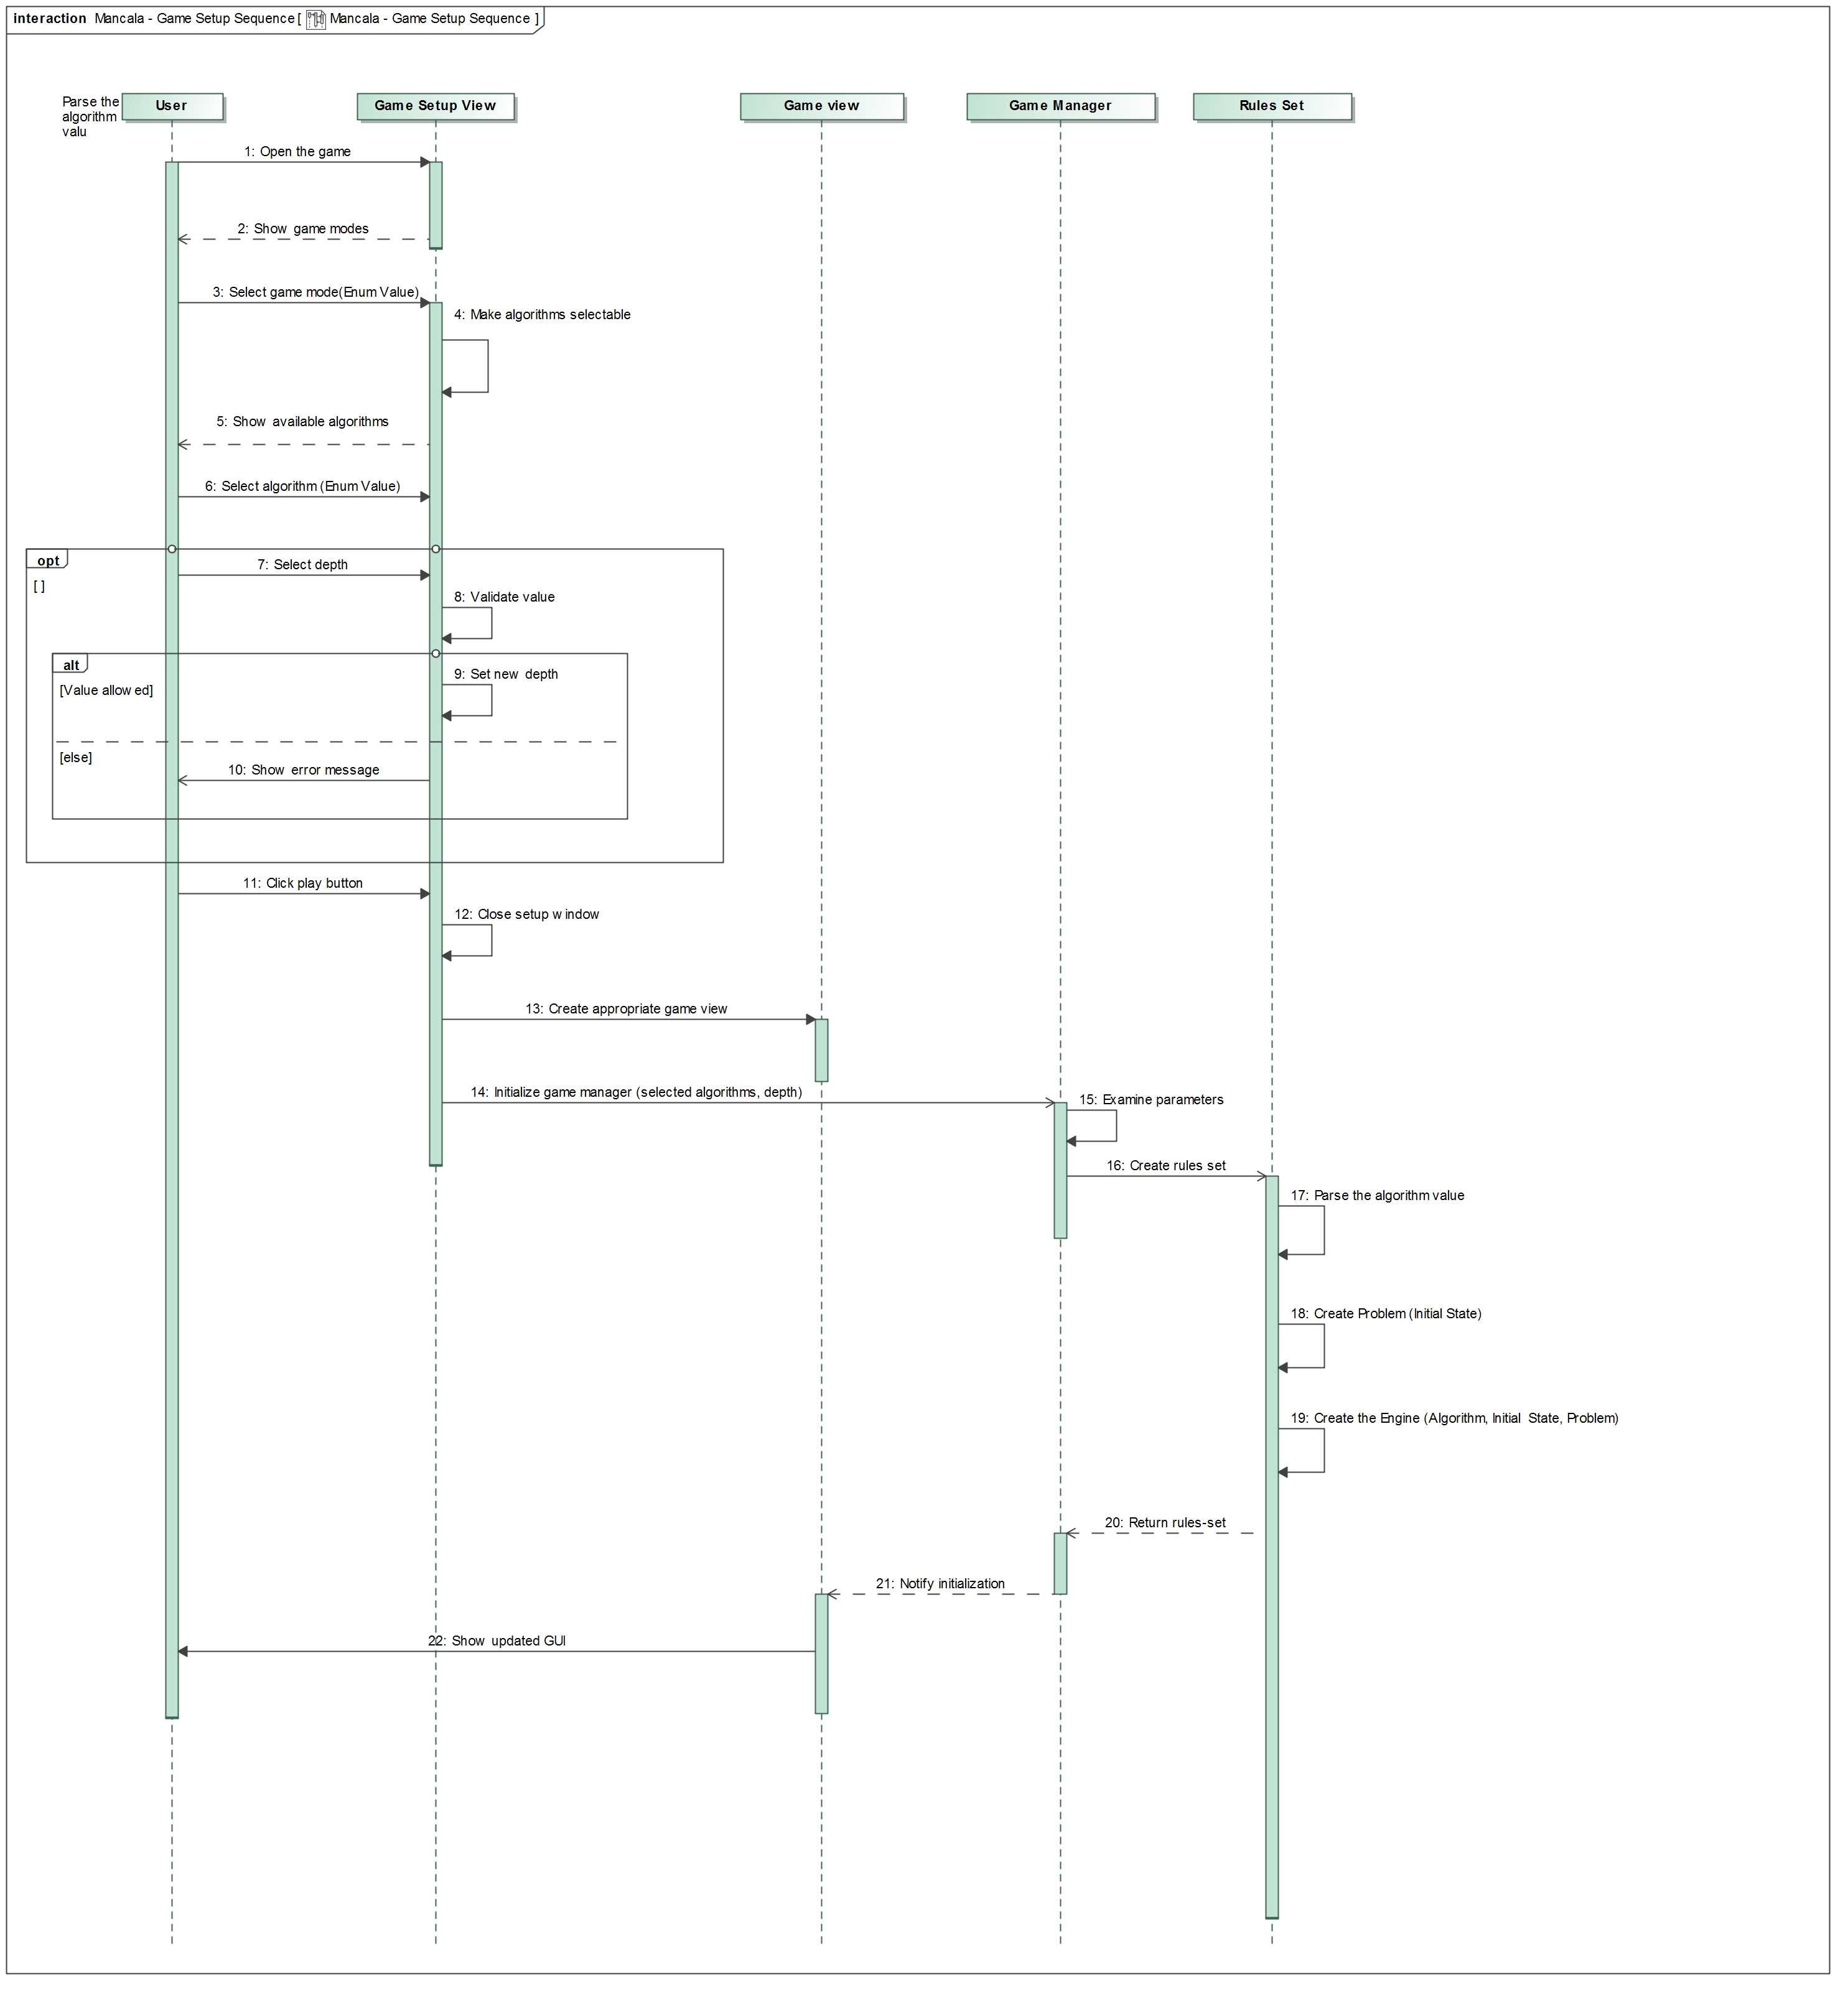 interaction Mancala - Game Setup Sequence [ Mancala - Game Setup Sequence ]
Parse the
algorithm
valu
User
Game Setup View
Game view
Game Manager
Rules Set
1: Open the game
2: Show game modes
3: Select game mode(Enum Value)
4: Make algorithms selectable
5: Show available algorithms
6: Select algorithm (Enum Value)
opt
[ ]
7: Select depth
8: Validate value
alt
[Value allowed]
9: Set new depth
[else]
10: Show error message
11: Click play button
12: Close setup window
13: Create appropriate game view
14: Initialize game manager (selected algorithms, depth)
15: Examine parameters
16: Create rules set
17: Parse the algorithm value
18: Create Problem (Initial State)
19: Create the Engine (Algorithm, Initial State, Problem)
20: Return rules-set
21: Notify initialization
22: Show updated GUI